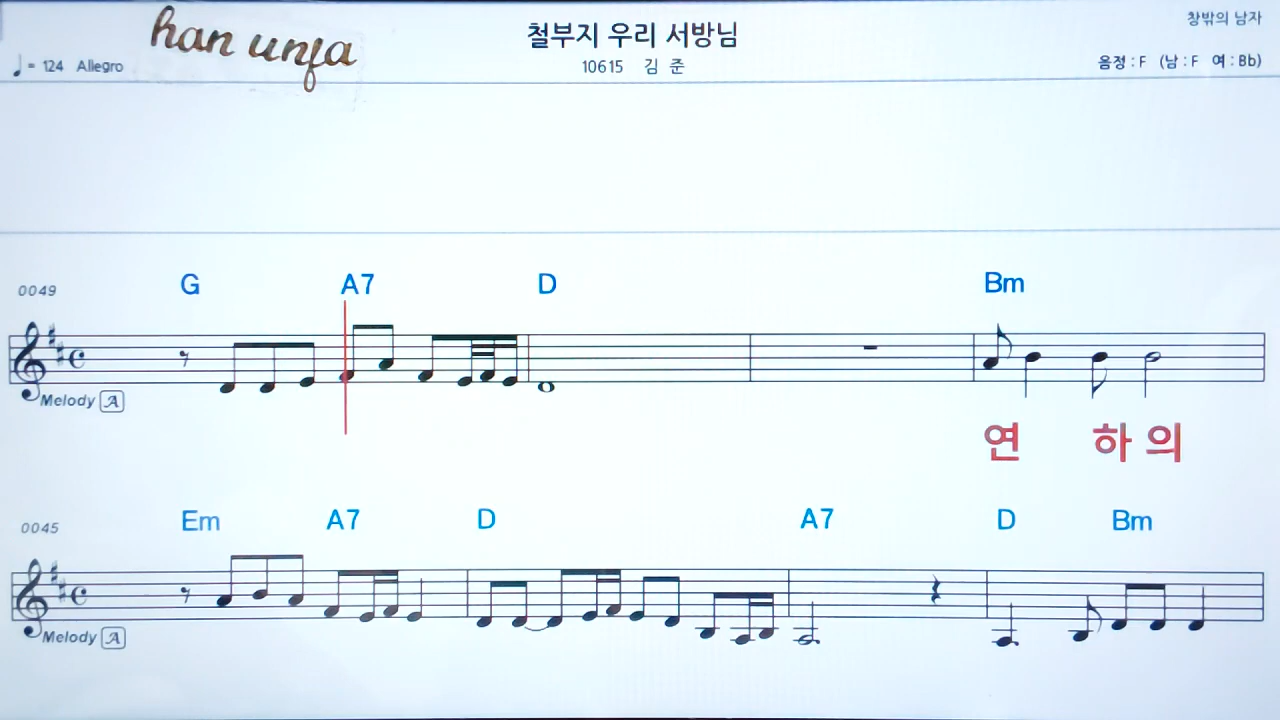 han unfa
철부지 우리 서방님
창밖의 남자
♩= 124 Allegro
10615 김 준
음정 : F (남 : F 여 : Bb)
0049
G A7 D Bm
Melody A
연 하 의
0045
Em A7 D A7 D Bm
Melody A